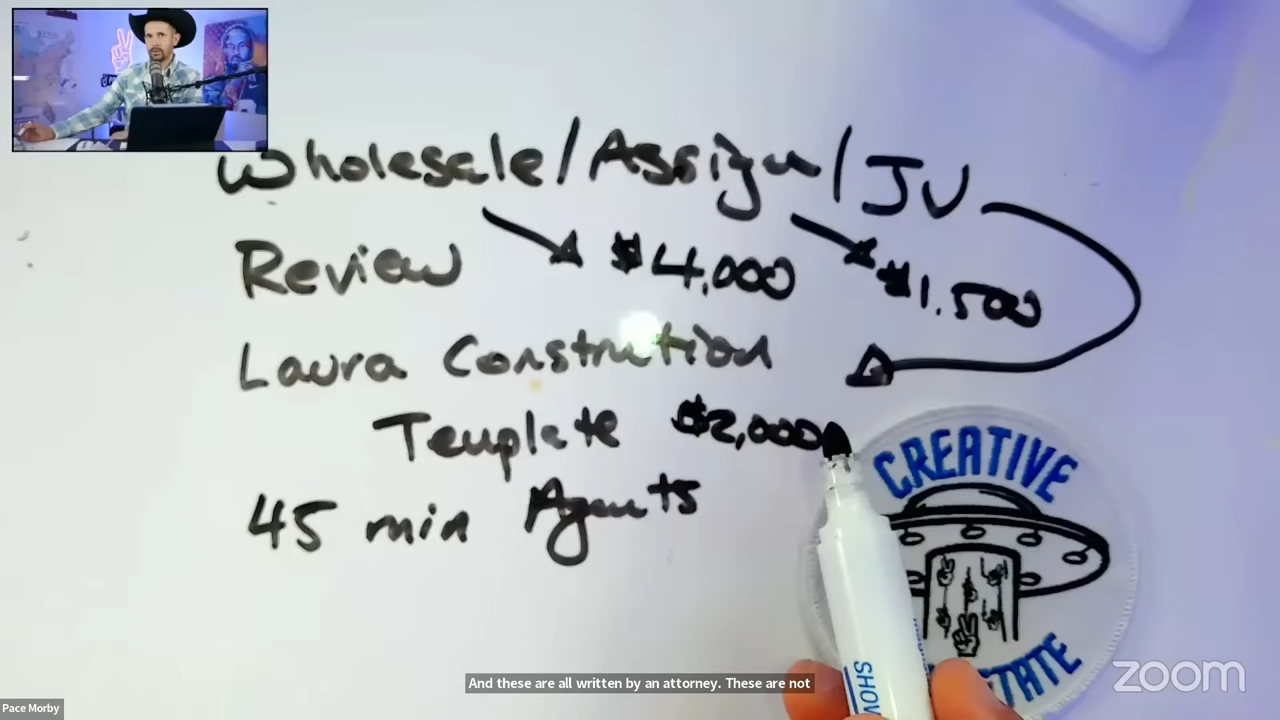 Wholesale/Assign/JV
Review $4,000 $1.500
Laura Construction
Template $2,000
45 min Agents
CREATIVE
SHOW
And these are all written by an attorney. These are not
Pace Morby
zoom